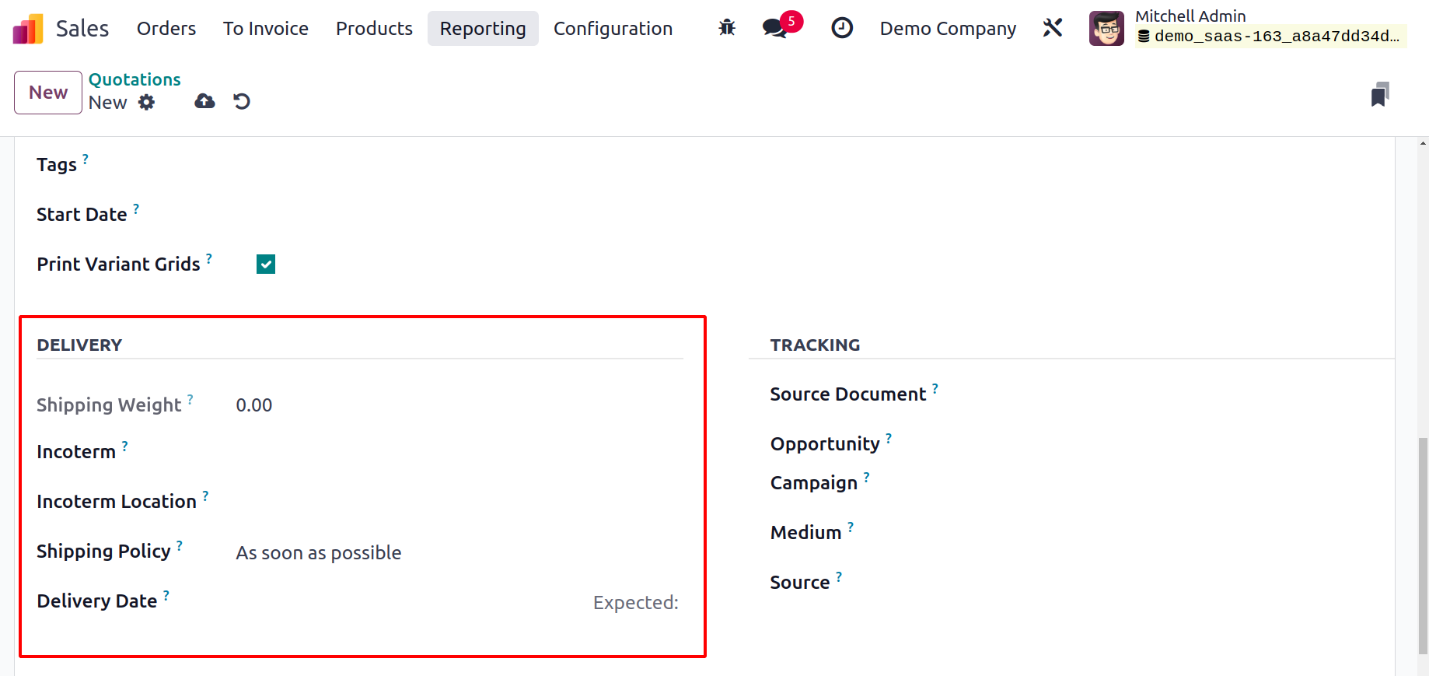 Sales Orders To Invoice Products Reporting Configuration 5 Demo Company Mitchell Admin
demo_saas-163_a8a47dd34d...
New Quotations
New
Tags ?
Start Date ?
Print Variant Grids ?
DELIVERY
Shipping Weight ? 0.00
Incoterm ?
Incoterm Location ?
Shipping Policy ? As soon as possible
Delivery Date ? Expected:
TRACKING
Source Document ?
Opportunity ?
Campaign ?
Medium ?
Source ?